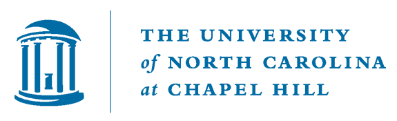 THE UNIVERSITY
of NORTH CAROLINA
at CHAPEL HILL